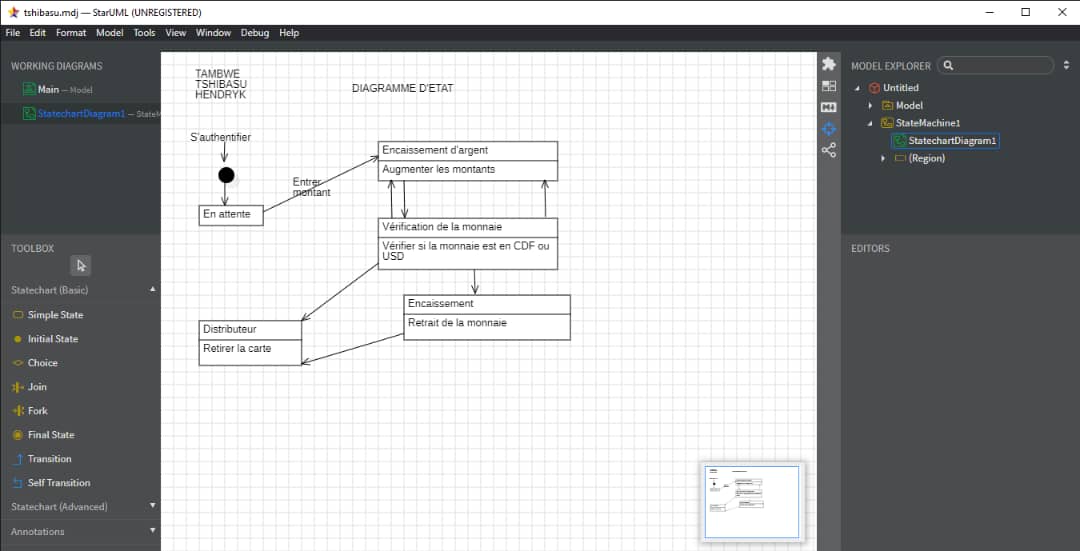 tshibasu.mdj — StarUML (UNREGISTERED)
File Edit Format Model Tools View Window Debug Help
WORKING DIAGRAMS
Main — Model
StatechartDiagram1 — StateM
TOOLBOX
Statechart (Basic)
Simple State
Initial State
Choice
Join
Fork
Final State
Transition
Self Transition
Statechart (Advanced)
Annotations
TAMBWE
TSHIBASU
HENDRYK
DIAGRAMME D'ETAT
S'authentifier
Entrer
montant
En attente
Encaissement d'argent
Augmenter les montants
Vérification de la monnaie
Vérifier si la monnaie est en CDF ou
USD
Encaissement
Retrait de la monnaie
Distributeur
Retirer la carte
MODEL EXPLORER
Untitled
Model
StateMachine1
StatechartDiagram1
(Region)
EDITORS